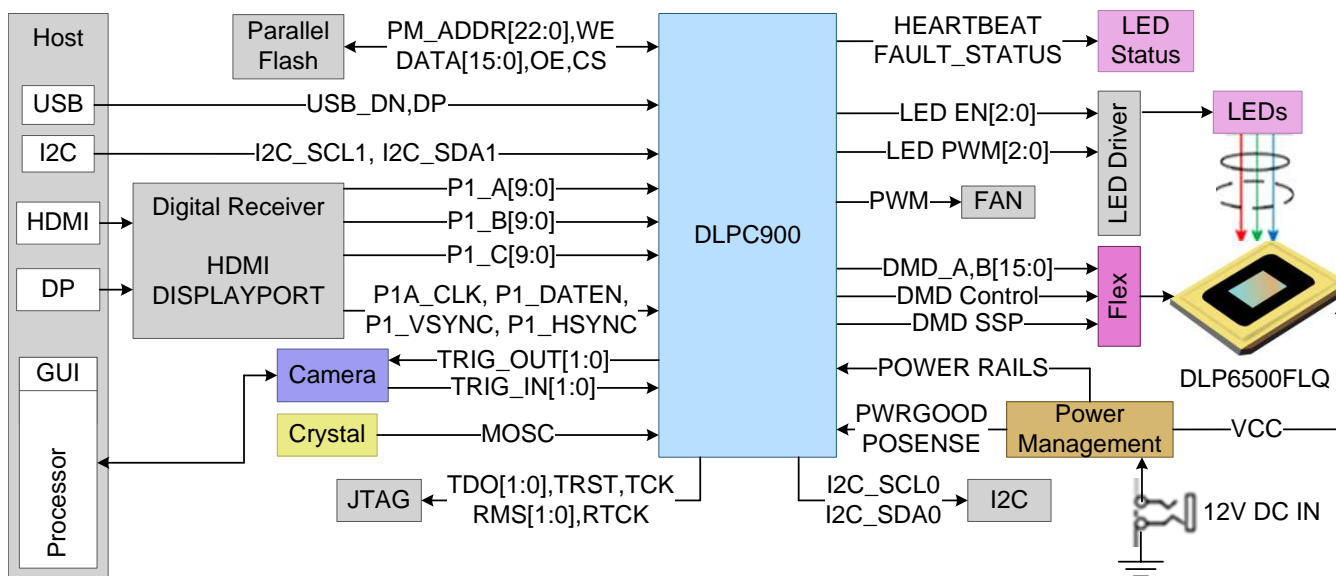 Host
USB
I2C
HDMI
DP
GUI
Processor
Parallel
Flash
PM_ADDR[22:0],WE
DATA[15:0],OE,CS
USB_DN,DP
I2C_SCL1, I2C_SDA1
Digital Receiver
HDMI
DISPLAYPORT
P1_A[9:0]
P1_B[9:0]
P1_C[9:0]
P1A_CLK, P1_DATEN,
P1_VSYNC, P1_HSYNC
Camera
TRIG_OUT[1:0]
TRIG_IN[1:0]
Crystal
MOSC
JTAG
TDO[1:0],TRST,TCK
RMS[1:0],RTCK
DLPC900
HEARTBEAT
FAULT_STATUS
LED
Status
LED EN[2:0]
LED PWM[2:0]
LED Driver
LEDs
PWM
FAN
DMD_A,B[15:0]
DMD Control
DMD SSP
Flex
DLP6500FLQ
POWER RAILS
PWRGOOD
POSENSE
Power
Management
VCC
I2C_SCL0
I2C_SDA0
I2C
12V DC IN